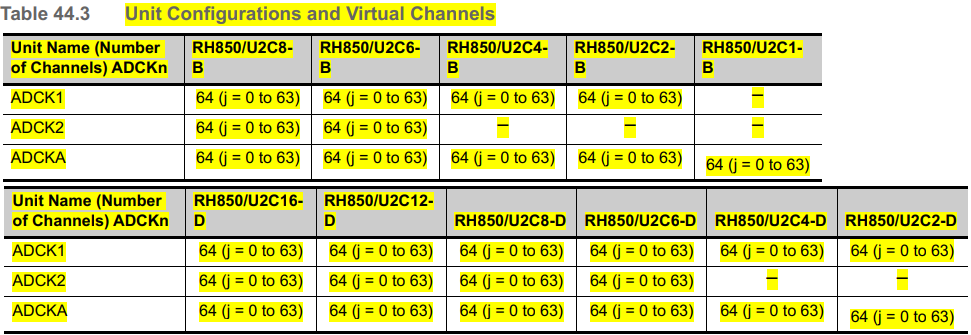 Table 44.3 Unit Configurations and Virtual Channels
Unit Name (Number of Channels) ADCKn RH850/U2C8-B RH850/U2C6-B RH850/U2C4-B RH850/U2C2-B RH850/U2C1-B
ADCK1 64 (j = 0 to 63) 64 (j = 0 to 63) 64 (j = 0 to 63) 64 (j = 0 to 63) –
ADCK2 64 (j = 0 to 63) 64 (j = 0 to 63) – – –
ADCKA 64 (j = 0 to 63) 64 (j = 0 to 63) 64 (j = 0 to 63) 64 (j = 0 to 63) 64 (j = 0 to 63)
Unit Name (Number of Channels) ADCKn RH850/U2C16-D RH850/U2C12-D RH850/U2C8-D RH850/U2C6-D RH850/U2C4-D RH850/U2C2-D
ADCK1 64 (j = 0 to 63) 64 (j = 0 to 63) 64 (j = 0 to 63) 64 (j = 0 to 63) 64 (j = 0 to 63) 64 (j = 0 to 63)
ADCK2 64 (j = 0 to 63) 64 (j = 0 to 63) 64 (j = 0 to 63) 64 (j = 0 to 63) – –
ADCKA 64 (j = 0 to 63) 64 (j = 0 to 63) 64 (j = 0 to 63) 64 (j = 0 to 63) 64 (j = 0 to 63) 64 (j = 0 to 63)